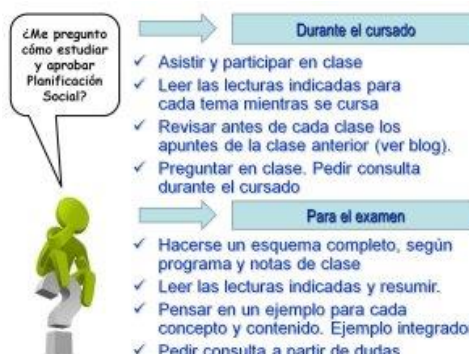 ¿Me pregunto
cómo estudiar
y aprobar
Planificación
Social?
Durante el cursado
✓ Asistir y participar en clase
✓ Leer las lecturas indicadas para
cada tema mientras se cursa
✓ Revisar antes de cada clase los
apuntes de la clase anterior (ver blog).
✓ Preguntar en clase. Pedir consulta
durante el cursado
Para el examen
✓ Hacerse un esquema completo, según
programa y notas de clase
✓ Leer las lecturas indicadas y resumir.
✓ Pensar en un ejemplo para cada
concepto y contenido. Ejemplo integrado
✓ Pedir consulta a partir de dudas